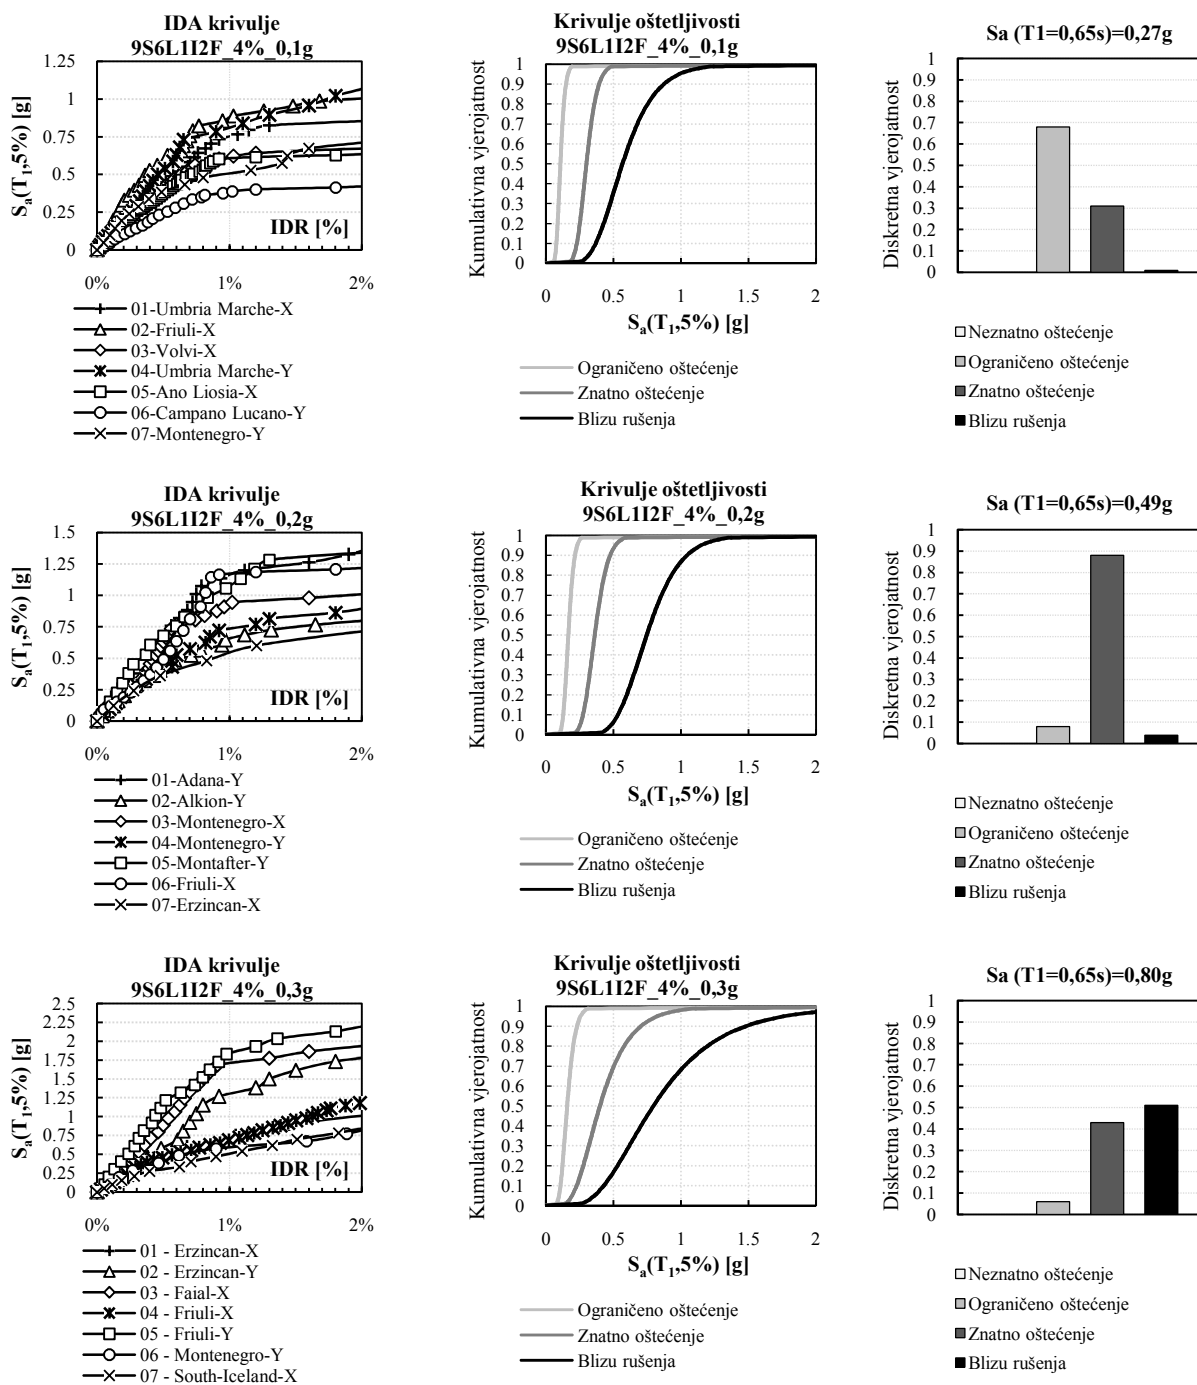 IDA krivulje
9S6L1I2F_4%_0,1g
Sa(T1,5%) [g]
1.25
1
0.75
0.5
0.25
0
IDR [%]
0%
1%
2%
01-Umbria Marche-X
02-Friuli-X
03-Volvi-X
04-Umbria Marche-Y
05-Ano Liosia-X
06-Campano Lucano-Y
07-Montenegro-Y
Krivulje oštetljivosti
9S6L1I2F_4%_0,1g
Kumulativna vjerojatnost
1
0.9
0.8
0.7
0.6
0.5
0.4
0.3
0.2
0.1
0
0
0.5
1
1.5
2
Sa(T1,5%) [g]
Ograničeno oštećenje
Znatno oštećenje
Blizu rušenja
Sa (T1=0,65s)=0,27g
Diskretna vjerojatnost
1
0.9
0.8
0.7
0.6
0.5
0.4
0.3
0.2
0.1
0
Neznatno oštećenje
Ograničeno oštećenje
Znatno oštećenje
Blizu rušenja
IDA krivulje
9S6L1I2F_4%_0,2g
Sa(T1,5%) [g]
1.5
1.25
1
0.75
0.5
0.25
0
IDR [%]
0%
1%
2%
01-Adana-Y
02-Alkion-Y
03-Montenegro-X
04-Montenegro-Y
05-Montafter-Y
06-Friuli-X
07-Erzincan-X
Krivulje oštetljivosti
9S6L1I2F_4%_0,2g
Kumulativna vjerojatnost
1
0.9
0.8
0.7
0.6
0.5
0.4
0.3
0.2
0.1
0
0
0.5
1
1.5
2
Sa(T1,5%) [g]
Ograničeno oštećenje
Znatno oštećenje
Blizu rušenja
Sa (T1=0,65s)=0,49g
Diskretna vjerojatnost
1
0.9
0.8
0.7
0.6
0.5
0.4
0.3
0.2
0.1
0
Neznatno oštećenje
Ograničeno oštećenje
Znatno oštećenje
Blizu rušenja
IDA krivulje
9S6L1I2F_4%_0,3g
Sa(T1,5%) [g]
2.5
2.25
2
1.75
1.5
1.25
1
0.75
0.5
0.25
0
IDR [%]
0%
1%
2%
01 - Erzincan-X
02 - Erzincan-Y
03 - Faial-X
04 - Friuli-X
05 - Friuli-Y
06 - Montenegro-Y
07 - South-Iceland-X
Krivulje oštetljivosti
9S6L1I2F_4%_0,3g
Kumulativna vjerojatnost
1
0.9
0.8
0.7
0.6
0.5
0.4
0.3
0.2
0.1
0
0
0.5
1
1.5
2
Sa(T1,5%) [g]
Ograničeno oštećenje
Znatno oštećenje
Blizu rušenja
Sa (T1=0,65s)=0,80g
Diskretna vjerojatnost
1
0.9
0.8
0.7
0.6
0.5
0.4
0.3
0.2
0.1
0
Neznatno oštećenje
Ograničeno oštećenje
Znatno oštećenje
Blizu rušenja